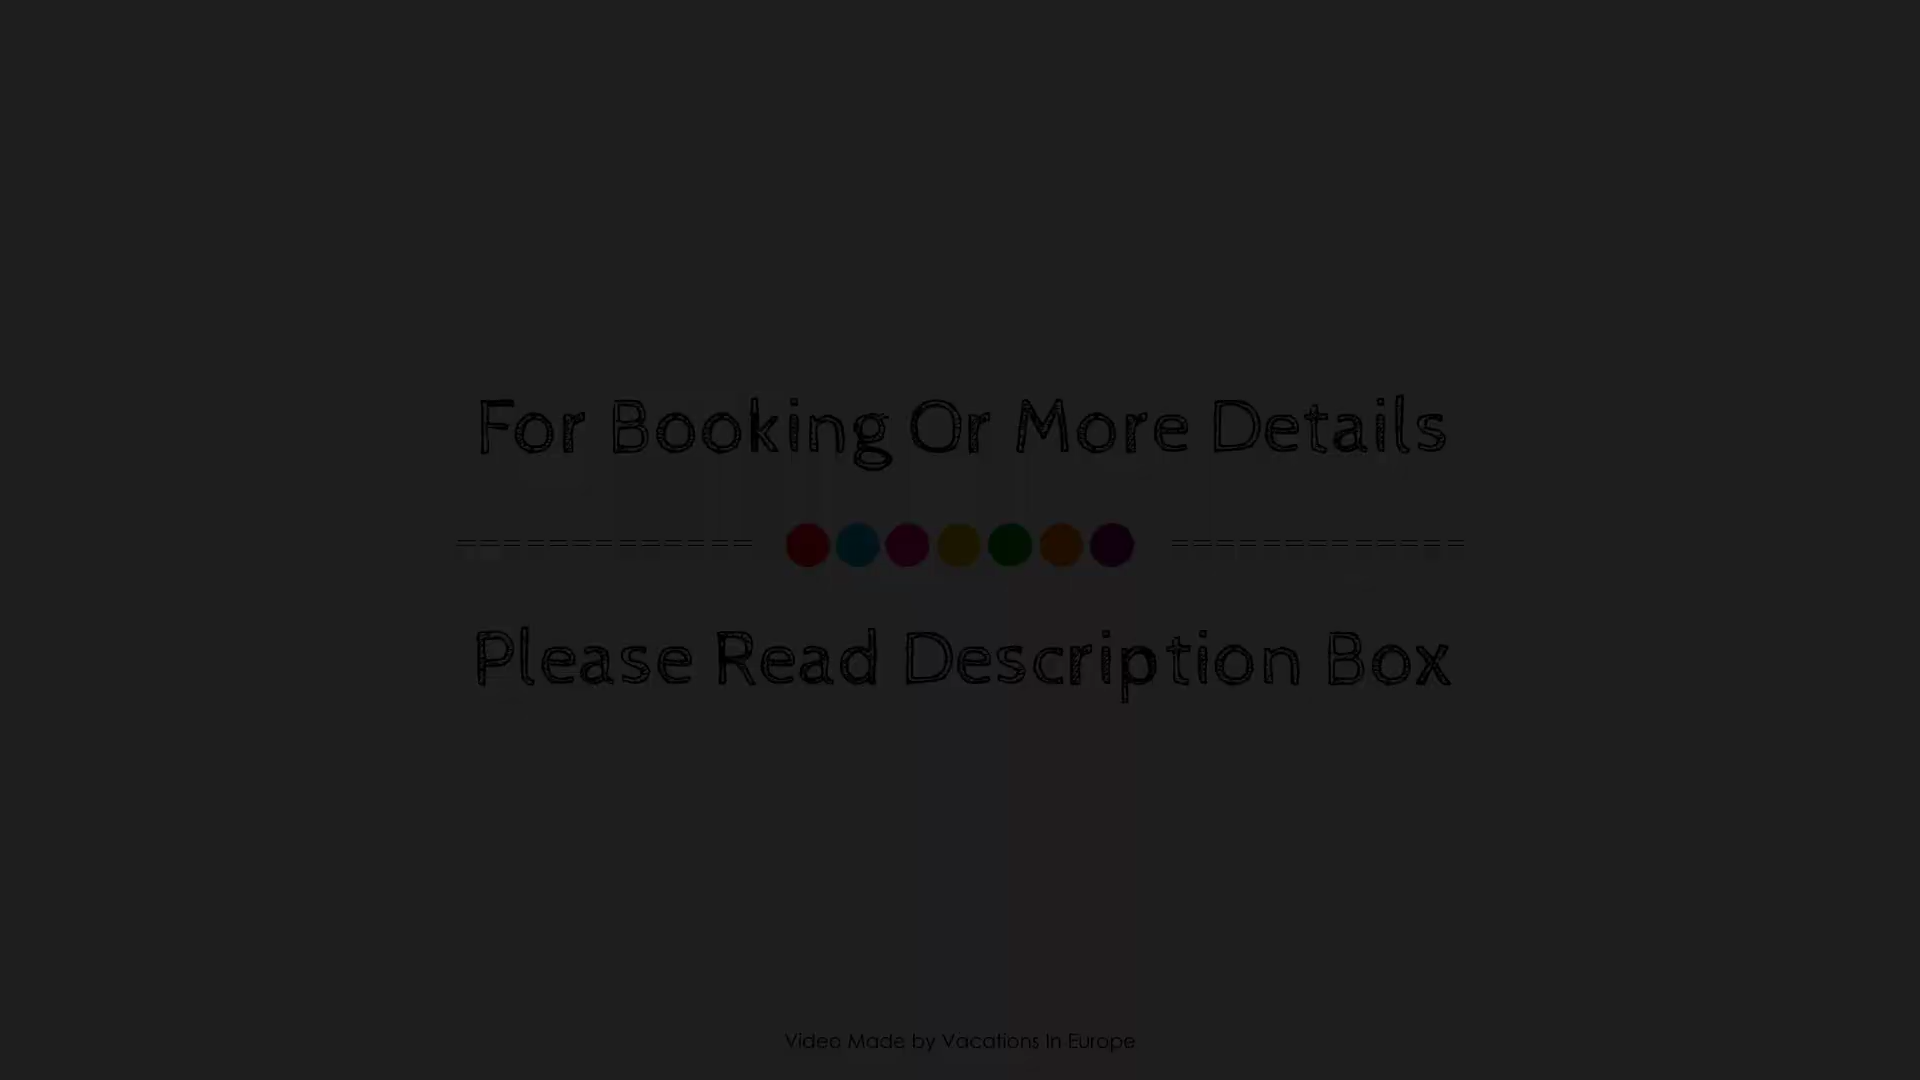 For Booking Or More Details
============= =============
Please Read Description Box
Video Made by Vacations In Europe